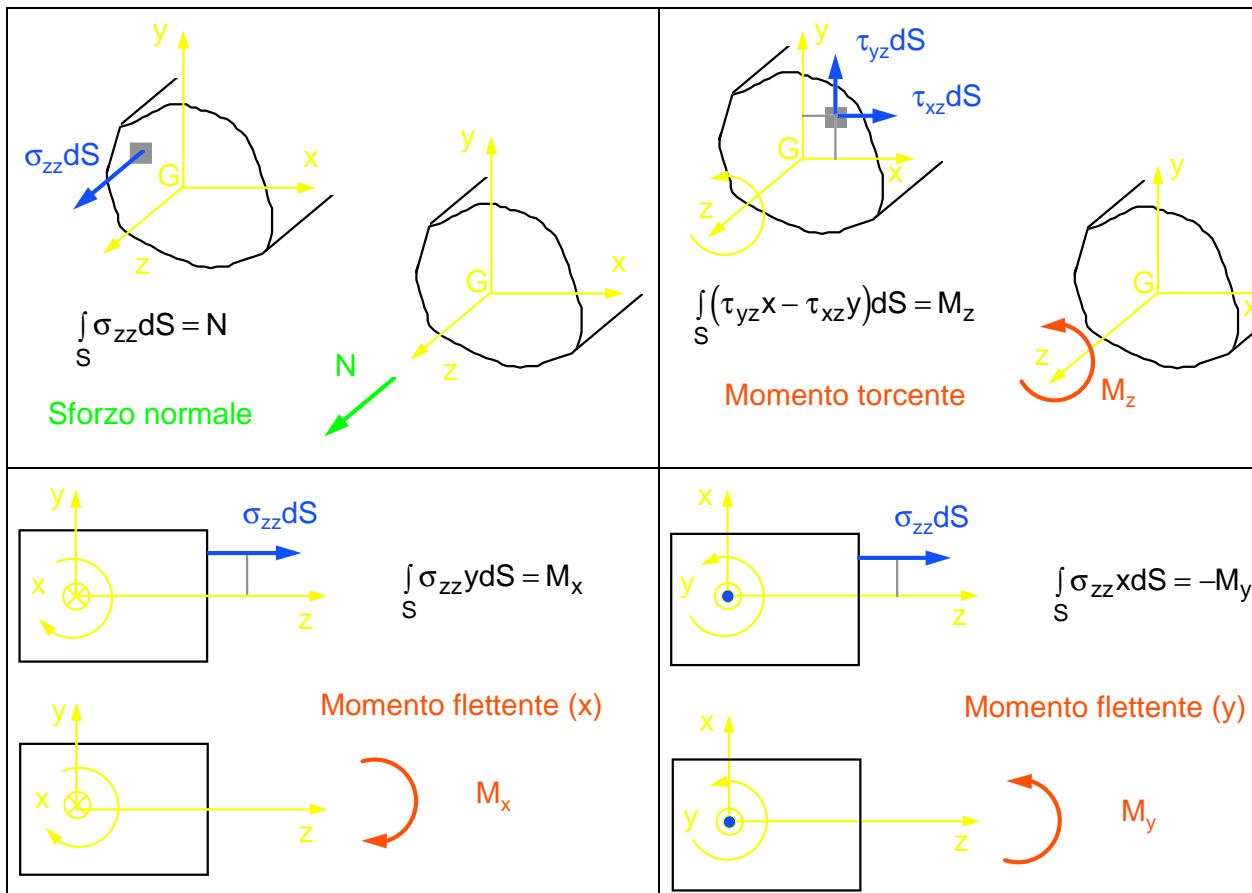 y
σzzdS
G
x
z
y
G
x
z
∫S σzzdS = N
N
Sforzo normale
y
τyzdS
τxzdS
G
x
z
y
G
x
z
∫S (τyzx − τxzy)dS = Mz
Momento torcente
Mz
y
σzzdS
x
z
∫S σzzydS = Mx
Momento flettente (x)
y
x
z
Mx
x
σzzdS
y
z
∫S σzzxdS = −My
Momento flettente (y)
x
y
z
My